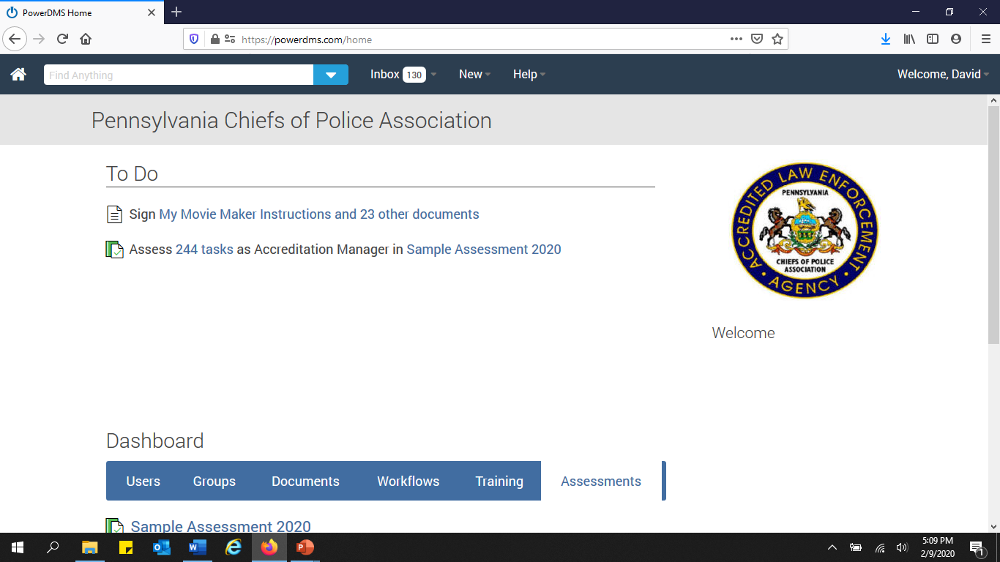 PowerDMS Home
https://powerdms.com/home
Find Anything
Inbox 130 New Help Welcome, David
Pennsylvania Chiefs of Police Association
To Do
Sign My Movie Maker Instructions and 23 other documents
Assess 244 tasks as Accreditation Manager in Sample Assessment 2020
ACCREDITED LAW ENFORCEMENT
PENNSYLVANIA
CHIEFS OF POLICE
ASSOCIATION
AGENCY
Welcome
Dashboard
Users Groups Documents Workflows Training Assessments
Sample Assessment 2020
5:09 PM
2/9/2020
1